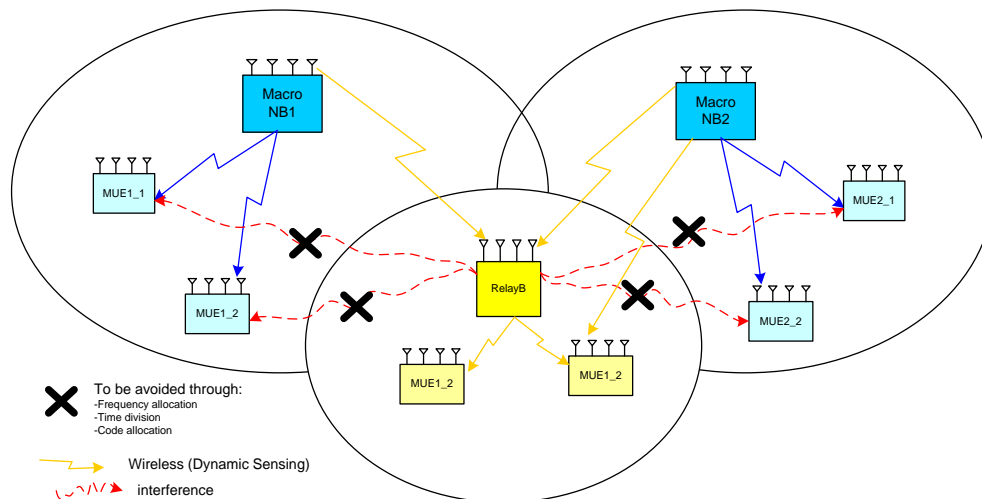 Macro
NB1
Macro
NB2
MUE1_1
MUE2_1
RelayB
MUE1_2
MUE2_2
MUE1_2
MUE1_2
To be avoided through:
-Frequency allocation
-Time division
-Code allocation
Wireless (Dynamic Sensing)
interference